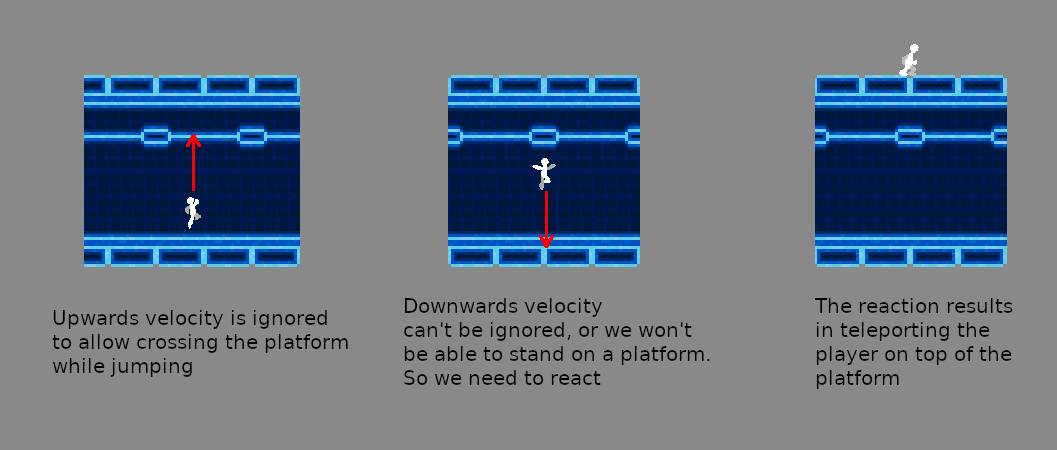 Upwards velocity is ignored
to allow crossing the platform
while jumping
Downwards velocity
can't be ignored, or we won't
be able to stand on a platform.
So we need to react
The reaction results
in teleporting the
player on top of the
platform